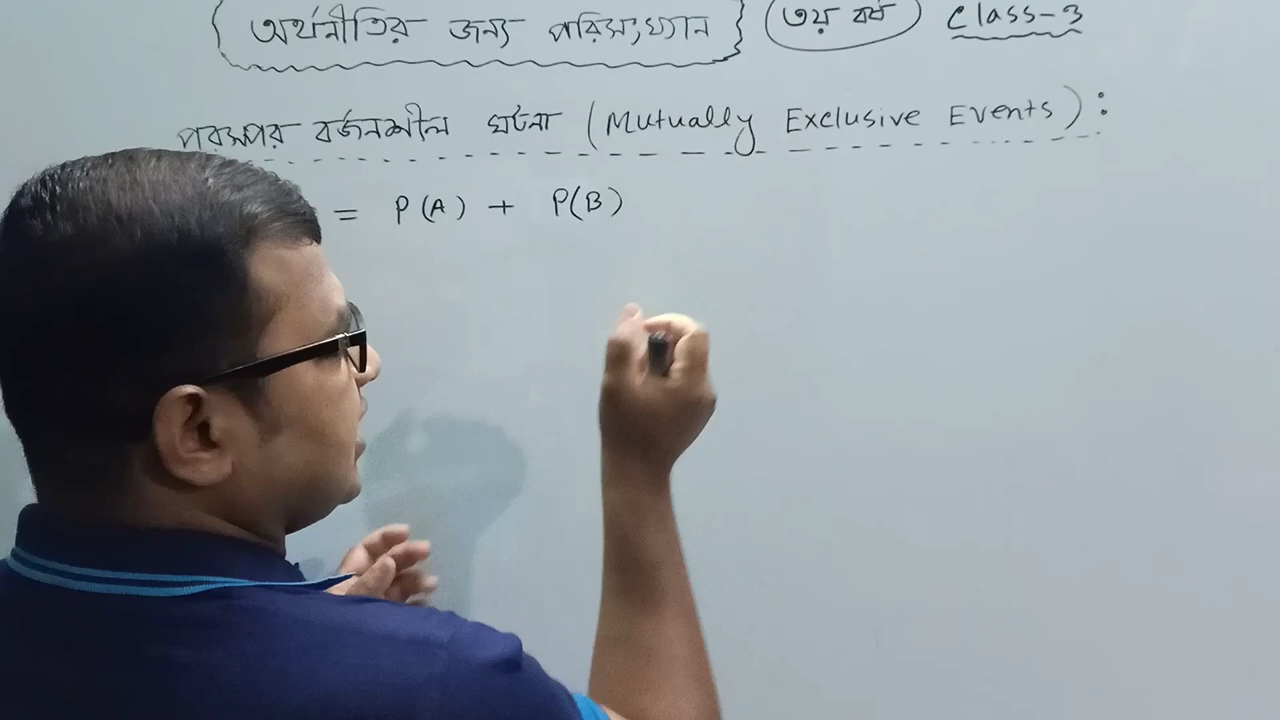 {অর্থনীতির জন্য পরিসংখ্যান} (৩য় বর্ষ) Class-3
পরস্পর বর্জনশীল ঘটনা (Mutually Exclusive Events):
= P(A) + P(B)